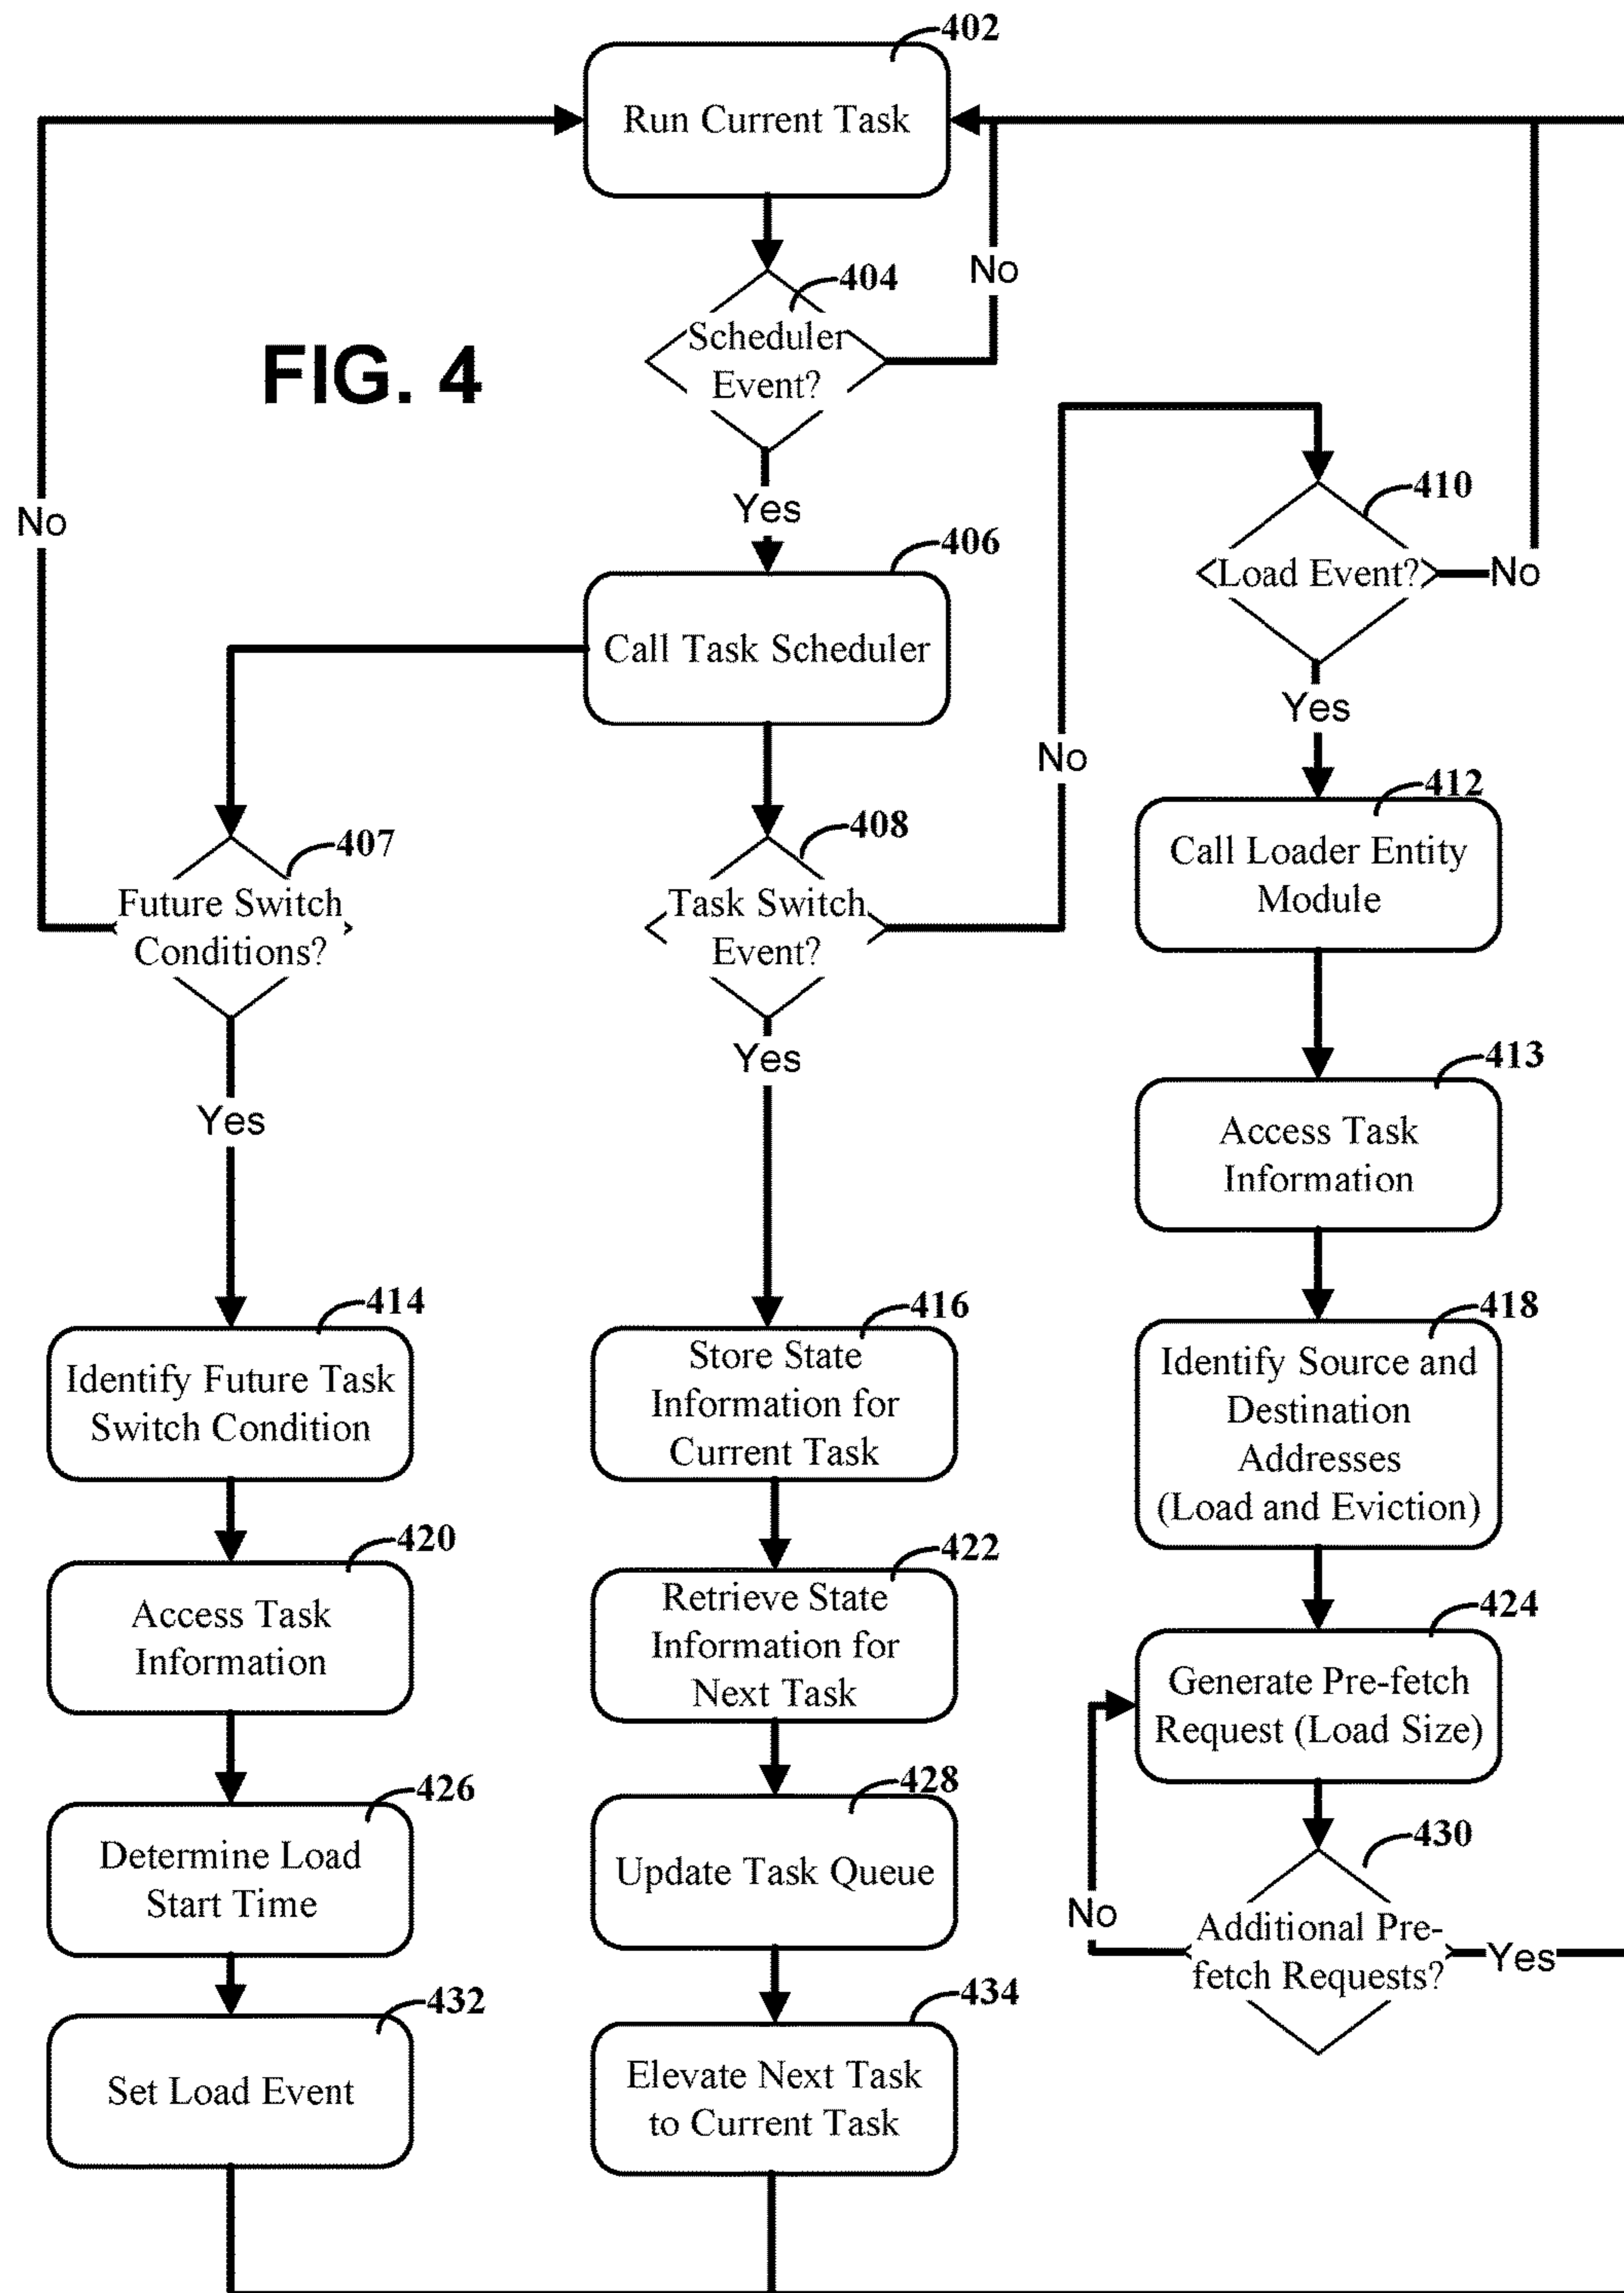 402
Run Current Task
No
404
Scheduler
Event?
FIG. 4
Yes
410
Load Event?
No
No
406
Call Task Scheduler
Yes
No
412
Call Loader Entity
Module
407
Future Switch
Conditions?
408
Task Switch
Event?
Yes
Yes
413
Access Task
Information
414
Identify Future Task
Switch Condition
416
Store State
Information for
Current Task
418
Identify Source and
Destination
Addresses
(Load and Eviction)
420
Access Task
Information
422
Retrieve State
Information for
Next Task
424
Generate Pre-fetch
Request (Load Size)
426
Determine Load
Start Time
428
Update Task Queue
430
Additional Pre-
fetch Requests?
No
Yes
432
Set Load Event
434
Elevate Next Task
to Current Task